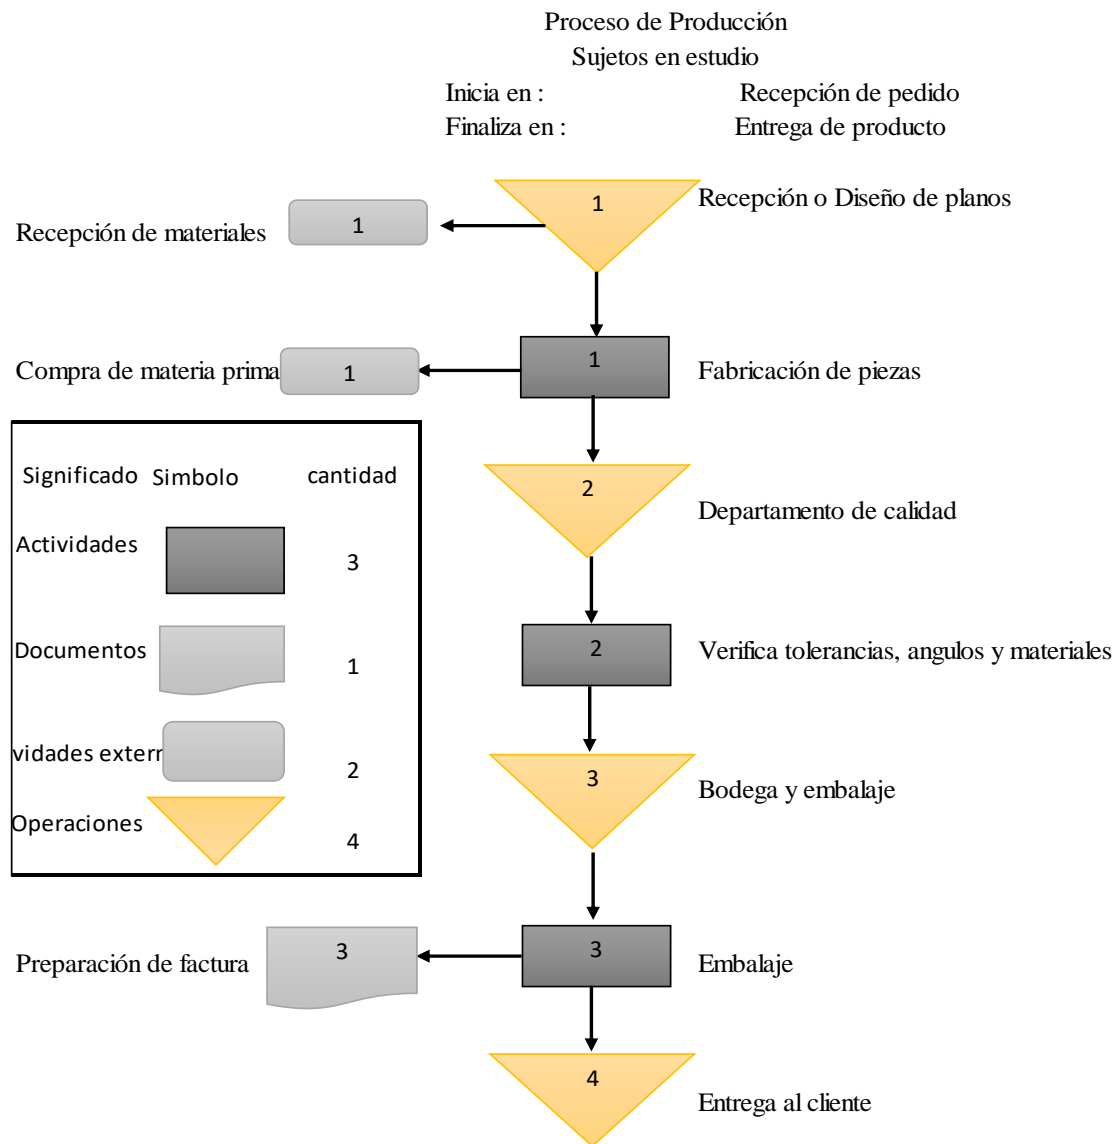 Proceso de Producción
Sujetos en estudio
Inicia en : Recepción de pedido
Finaliza en : Entrega de producto
1 Recepción o Diseño de planos
Recepción de materiales 1
Compra de materia prima 1 1 Fabricación de piezas
Significado Simbolo cantidad
2
Departamento de calidad
Actividades 3
Documentos 1
2 Verifica tolerancias, angulos y materiales
vidades extern 2
3 Bodega y embalaje
Operaciones 4
Preparación de factura 3 3 Embalaje
4
Entrega al cliente